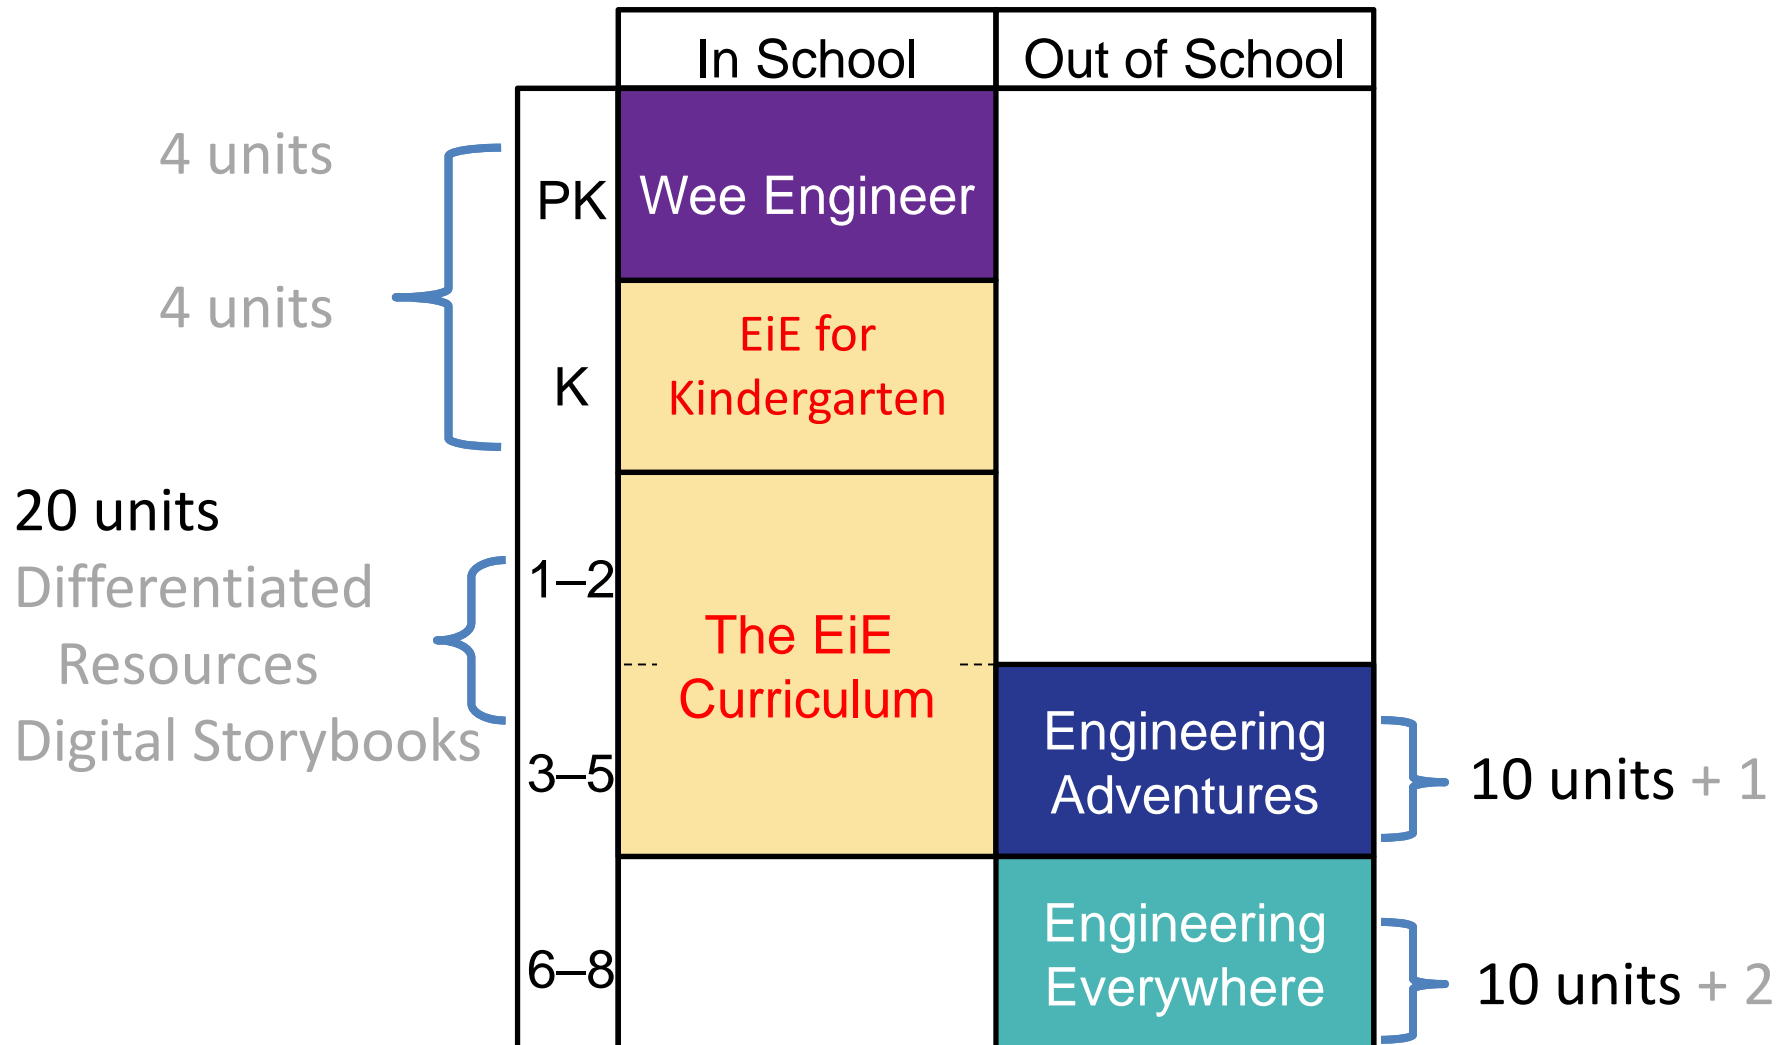 In School
Out of School
4 units
PK
Wee Engineer
4 units
K
EiE for
Kindergarten
20 units
Differentiated
Resources
Digital Storybooks
1–2
3–5
The EiE
Curriculum
Engineering
Adventures
10 units + 1
6–8
Engineering
Everywhere
10 units + 2